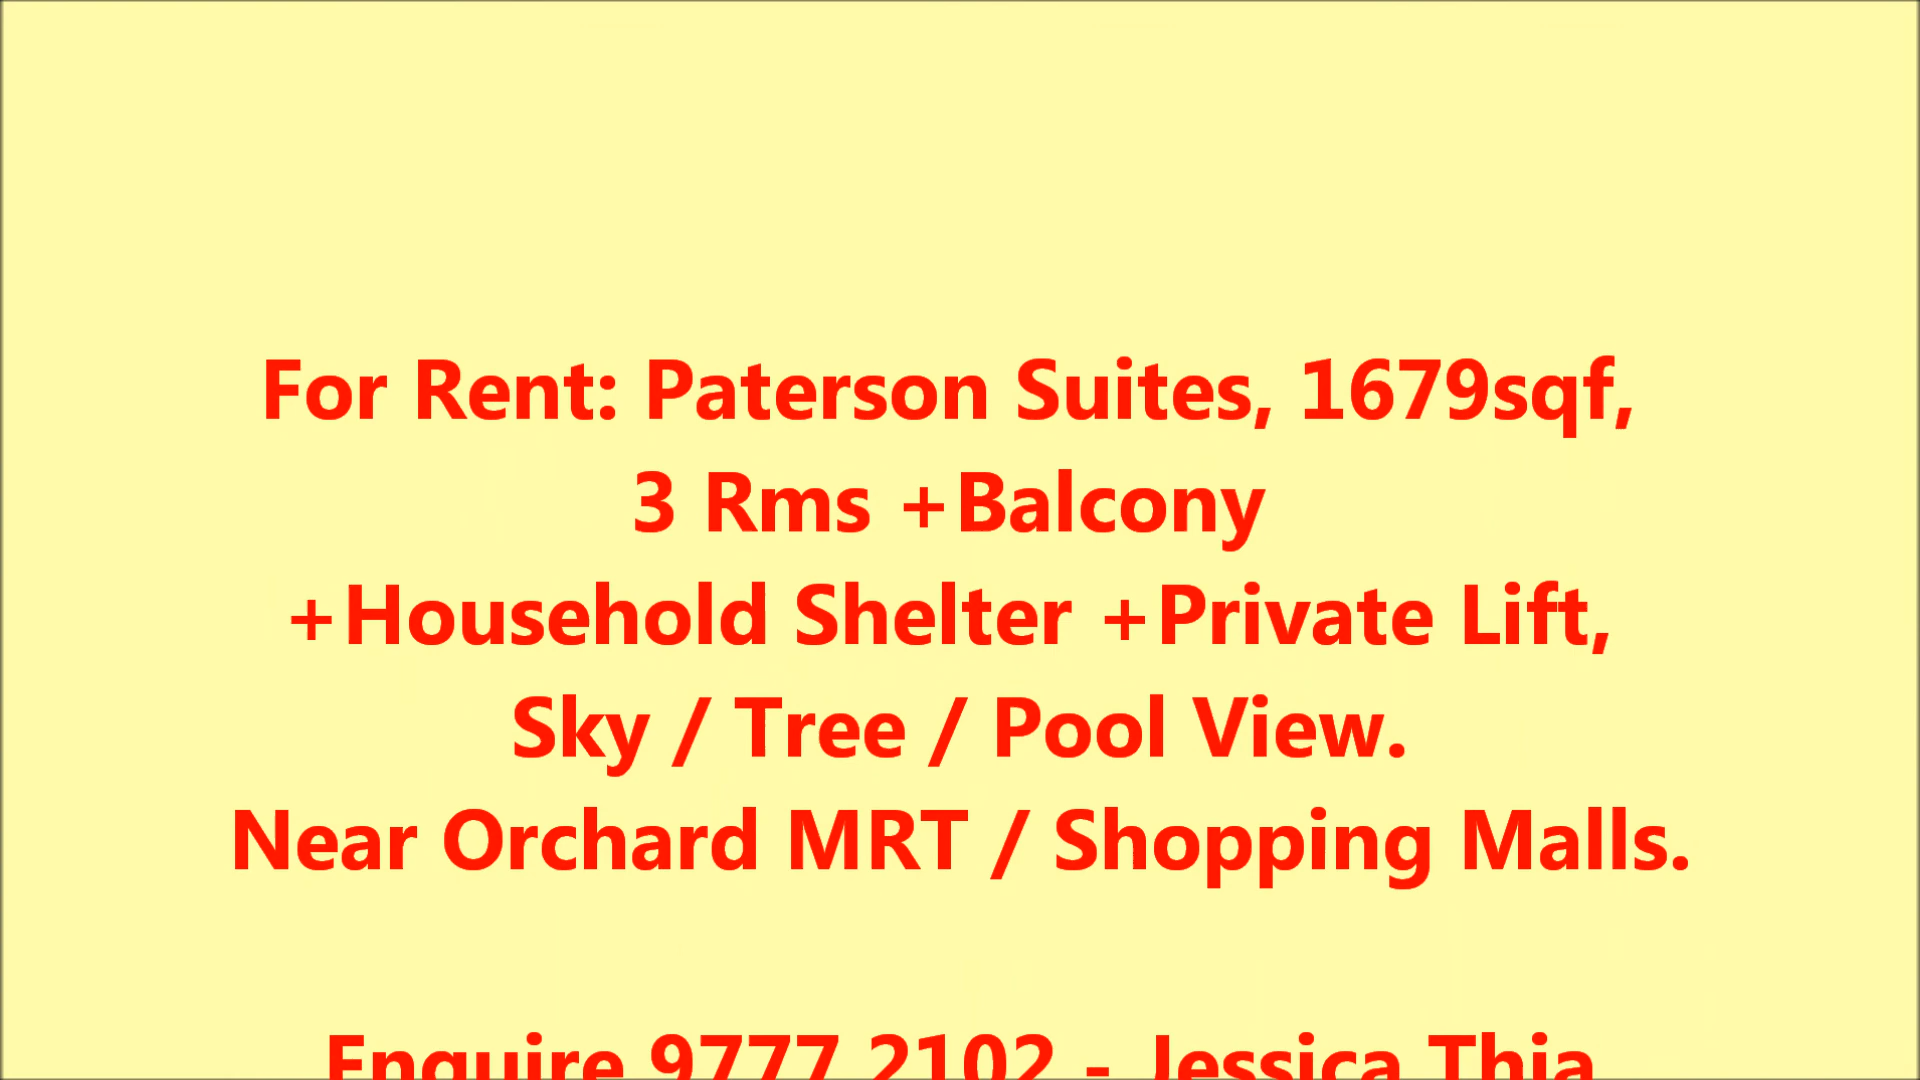 For Rent: Paterson Suites, 1679sqf,
3 Rms +Balcony
+Household Shelter +Private Lift,
Sky / Tree / Pool View.
Near Orchard MRT / Shopping Malls.
Enquire 9777 2102 - Jessica Thia